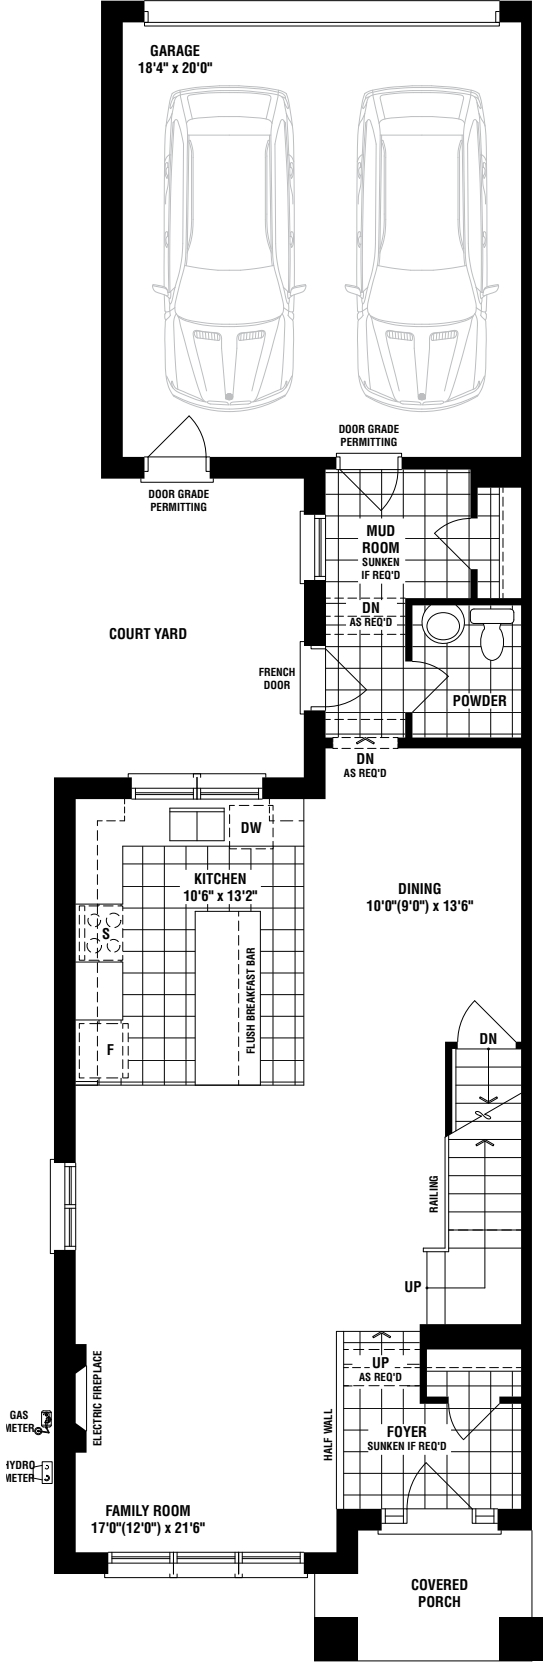 GARAGE
18'4" x 20'0"
DOOR GRADE
PERMITTING
DOOR GRADE
PERMITTING
MUD
ROOM
SUNKEN
IF REQ'D
DN
AS REQ'D
COURT YARD
FRENCH
DOOR
POWDER
DN
AS REQ'D
DW
KITCHEN
10'6" x 13'2"
DINING
10'0"(9'0") x 13'6"
S
FLUSH BREAKFAST BAR
F
DN
RAILING
UP
UP
AS REQ'D
ELECTRIC FIREPLACE
HALF WALL
GAS
METER
FOYER
SUNKEN IF REQ'D
HYDRO
METER
FAMILY ROOM
17'0"(12'0") x 21'6"
COVERED
PORCH